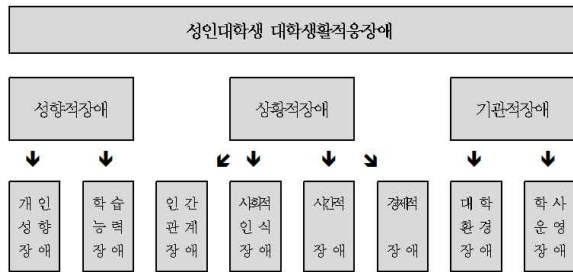 성인대학생 대학생활적응장애
성향적장애
상황적장애
기관적장애
개 인
성 향
장 애
학 습
능 력
장 애
인 간
관 계
장 애
사회적
인 식
장 애
시간적
장 애
경제적
장 애
대 학
환 경
장 애
학 사
운 영
장 애